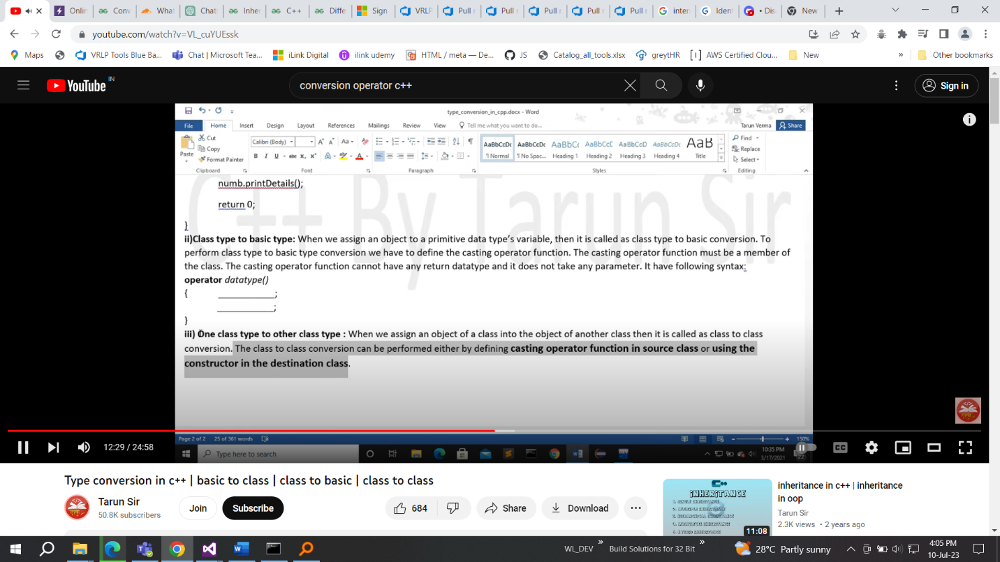 Onlin
Conv
What
Chat
Inher
C++
Diffe
Sign
VRLP
Pull r
Pull r
Pull r
Pull r
Pull r
inter
Ident
• Dis
New
youtube.com/watch?v=VL_cuYUEssk
Maps
VRLP Tools Blue Ba...
Chat | Microsoft Tea...
iLink Digital
ilink udemy
HTML / meta — De...
JS
Catalog_all_tools.xlsx
greytHR
AWS Certified Clou...
New
»
Other bookmarks
YouTube IN
conversion operator c++
Sign in
type_conversion_in_cpp.docx - Word
File
Home
Insert
Design
Layout
References
Mailings
Review
View
Tell me what you want to do...
Tarun Verma
Share
Paste
Cut
Copy
Format Painter
Clipboard
Calibri (Body)
Font
Paragraph
AaBbCcDc
¶ Normal
AaBbCcDc
¶ No Spac...
AaBbCc
Heading 1
AaBbCcD
Heading 2
AaBbCcD
Heading 3
AaBbCcDc
Heading 4
AaB
Title
Styles
Find
Replace
Select
Editing
C++ By Tarun Sir
numb.printDetails();
return 0;
}
ii)Class type to basic type: When we assign an object to a primitive data type's variable, then it is called as class type to basic conversion. To
perform class type to basic type conversion we have to define the casting operator function. The casting operator function must be a member of
the class. The casting operator function cannot have any return datatype and it does not take any parameter. It have following syntax:
operator datatype()
{ ____________;
____________;
}
iii) One class type to other class type : When we assign an object of a class into the object of another class then it is called as class to class
conversion. The class to class conversion can be performed either by defining casting operator function in source class or using the
constructor in the destination class.
Page 2 of 2
25 of 361 words
150%
Type here to search
10:35 PM
3/17/2021
22
12:29 / 24:58
CC
Type conversion in c++ | basic to class | class to basic | class to class
Tarun Sir
50.8K subscribers
Join
Subscribe
684
Share
Download
C++
INHERITANCE
11:08
inheritance in c++ | inheritance
in oop
Tarun Sir
2.3K views • 2 years ago
WL_DEV
»
Build Solutions for 32 Bit
»
28°C Partly sunny
4:05 PM
10-Jul-23